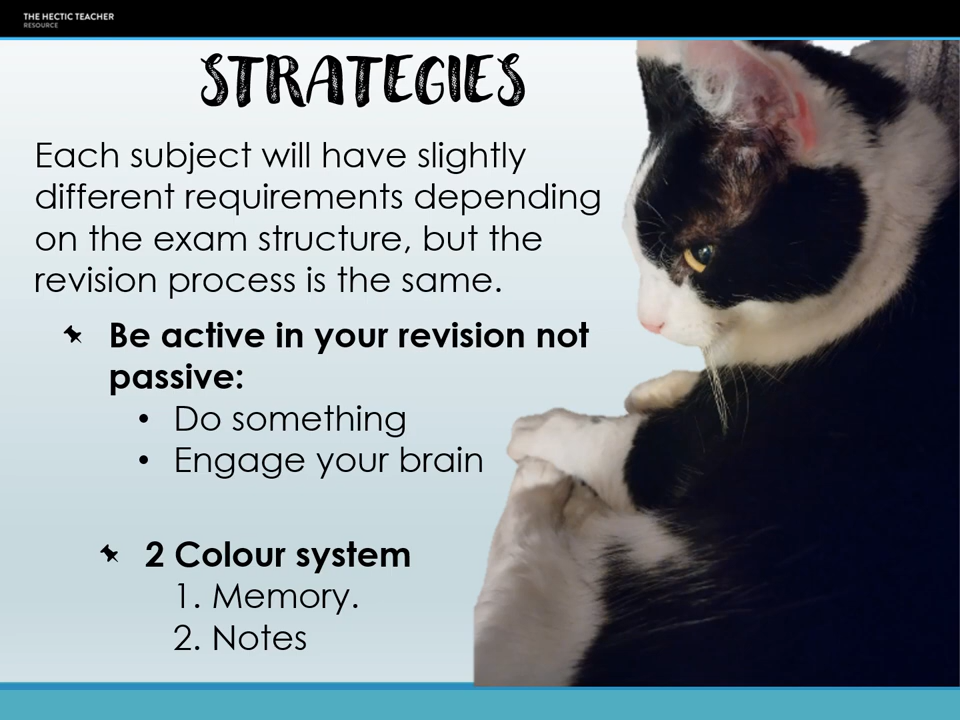 THE HECTIC TEACHER
RESOURCE
STRATEGIES
Each subject will have slightly
different requirements depending
on the exam structure, but the
revision process is the same.
Be active in your revision not
passive:
• Do something
• Engage your brain
2 Colour system
1. Memory.
2. Notes